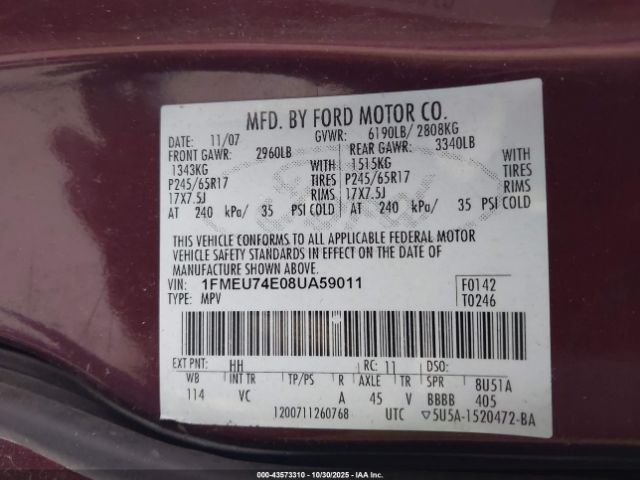 MFD. BY FORD MOTOR CO.
DATE: 11/07 GVWR: 6190LB/ 2808KG
FRONT GAWR: 2960LB REAR GAWR: 3340LB
1343KG WITH 1515KG WITH
P245/65R17 TIRES P245/65R17 TIRES
17X7.5J RIMS 17X7.5J RIMS
AT 240 kPa/ 35 PSI COLD AT 240 kPa/ 35 PSI COLD
THIS VEHICLE CONFORMS TO ALL APPLICABLE FEDERAL MOTOR
VEHICLE SAFETY STANDARDS IN EFFECT ON THE DATE OF
MANUFACTURE SHOWN ABOVE.
VIN: 1FMEU74E08UA59011 F0142
TYPE: MPV T0246
EXT PNT: HH RC: 11 DSO:
WB INT TR TP/PS R AXLE TR SPR 8U51A
114 VC A 45 V BBBB 405
1200711260768 UTC ▽5U5A-1520472-BA
Ford
© 2000 - 43573310 - 10/30/2025 - IAA Inc.